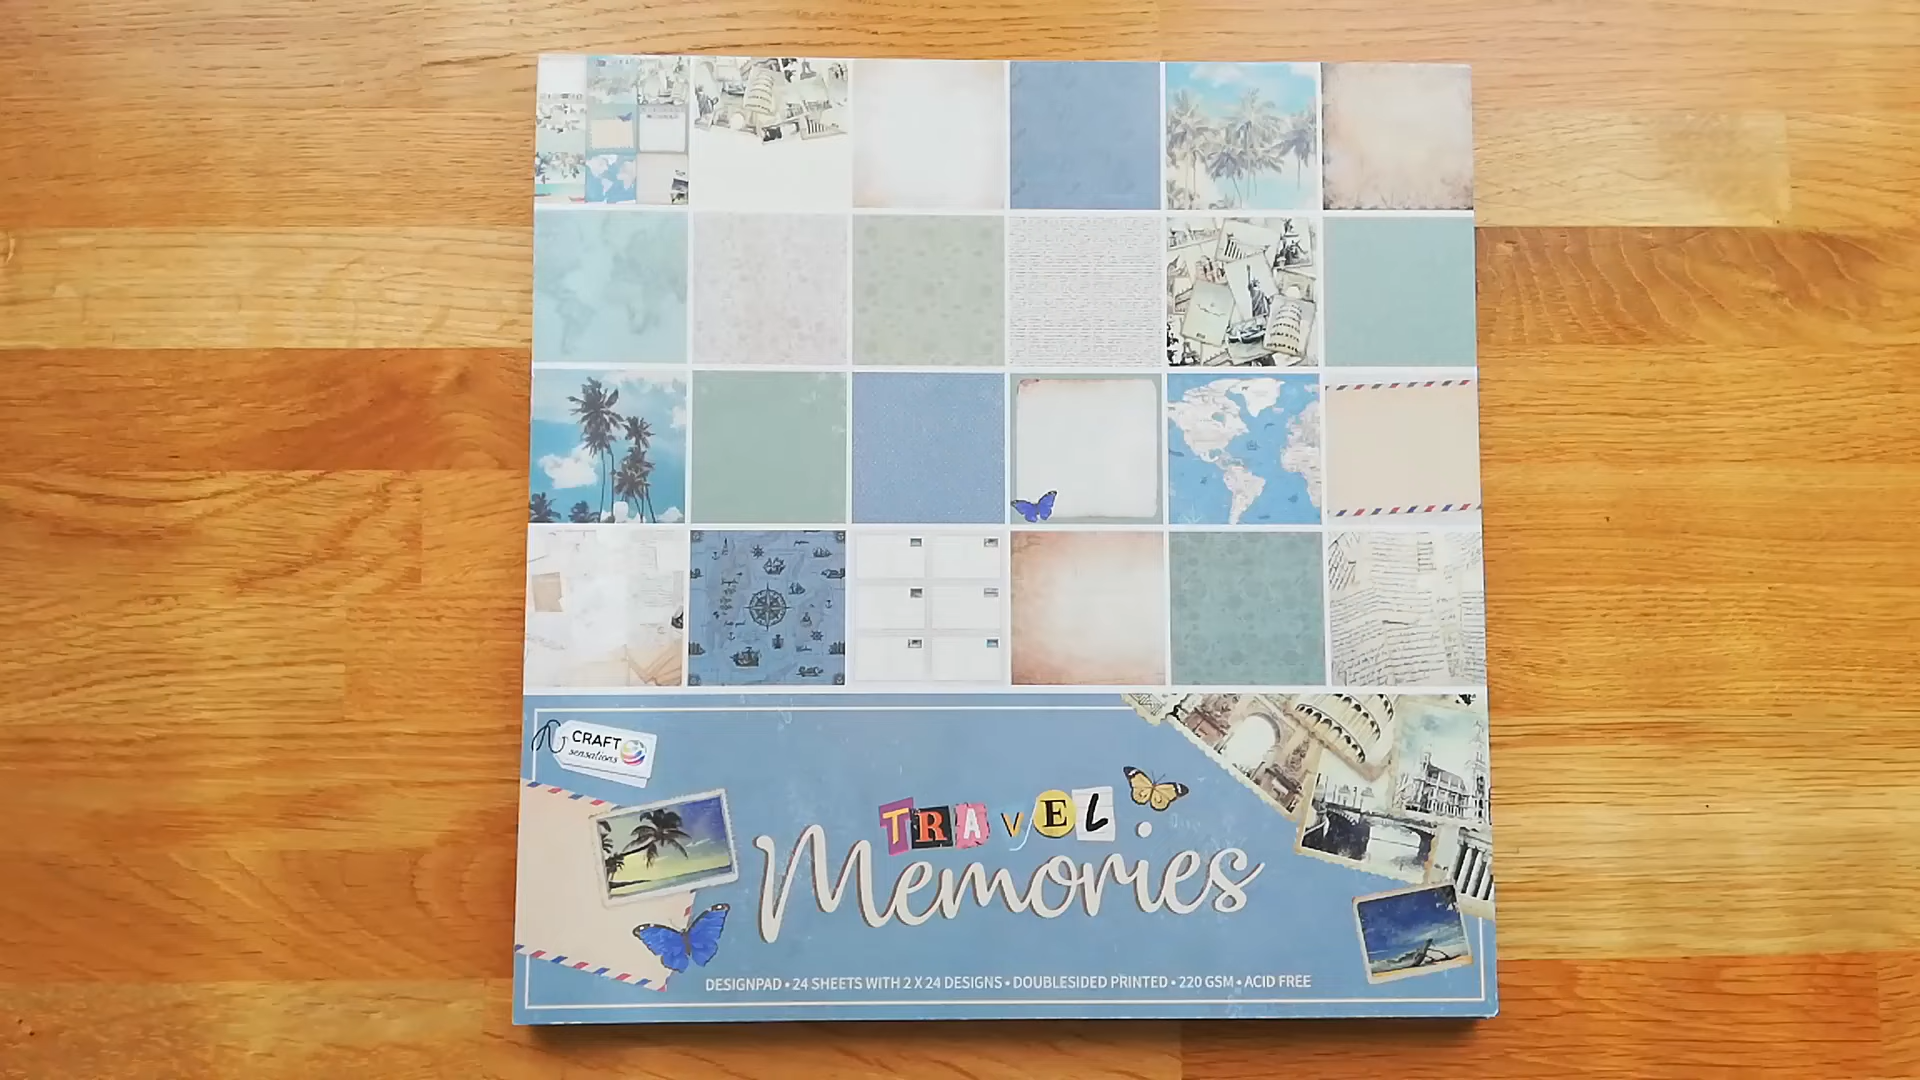 CRAFT
sensations
TRAVEL
Memories
DESIGNPAD • 24 SHEETS WITH 2 X 24 DESIGNS • DOUBLESIDED PRINTED • 220 GSM • ACID FREE